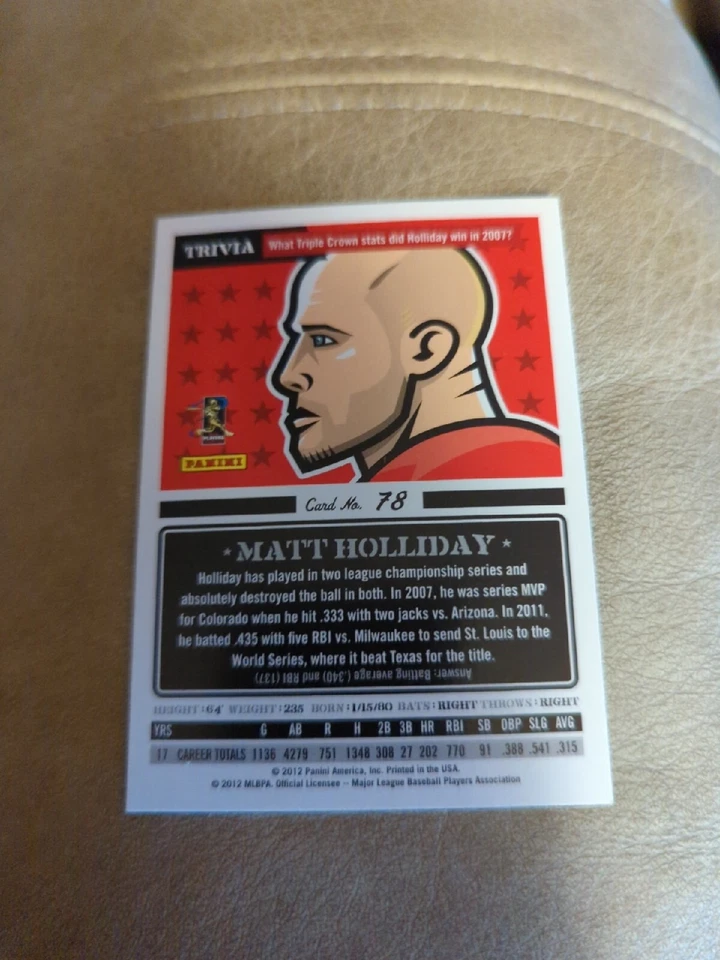 TRIVIA What Triple Crown stats did Holliday win in 2007?
PLAYERS
PANINI
Card No. 78
★ MATT HOLLIDAY ★
Holliday has played in two league championship series and
absolutely destroyed the ball in both. In 2007, he was series MVP
for Colorado when he hit .333 with two jacks vs. Arizona. In 2011,
he batted .435 with five RBI vs. Milwaukee to send St. Louis to the
World Series, where it beat Texas for the title.
Answer: Batting average (.340) and RBI (137)
HEIGHT: 6'4" WEIGHT: 235 BORN: 1/15/80 BATS: RIGHT THROWS: RIGHT
YRS G AB R H 2B 3B HR RBI SB OBP SLG AVG
17 CAREER TOTALS 1136 4279 751 1348 308 27 202 770 91 .388 .541 .315
© 2012 Panini America, Inc. Printed in the USA.
© 2012 MLBPA. Official Licensee -- Major League Baseball Players Association